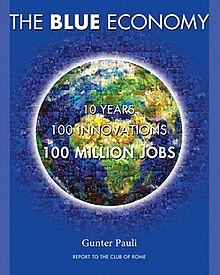 THE BLUE ECONOMY
10 YEARS
100 INNOVATIONS
100 MILLION JOBS
Gunter Pauli
REPORT TO THE CLUB OF ROME